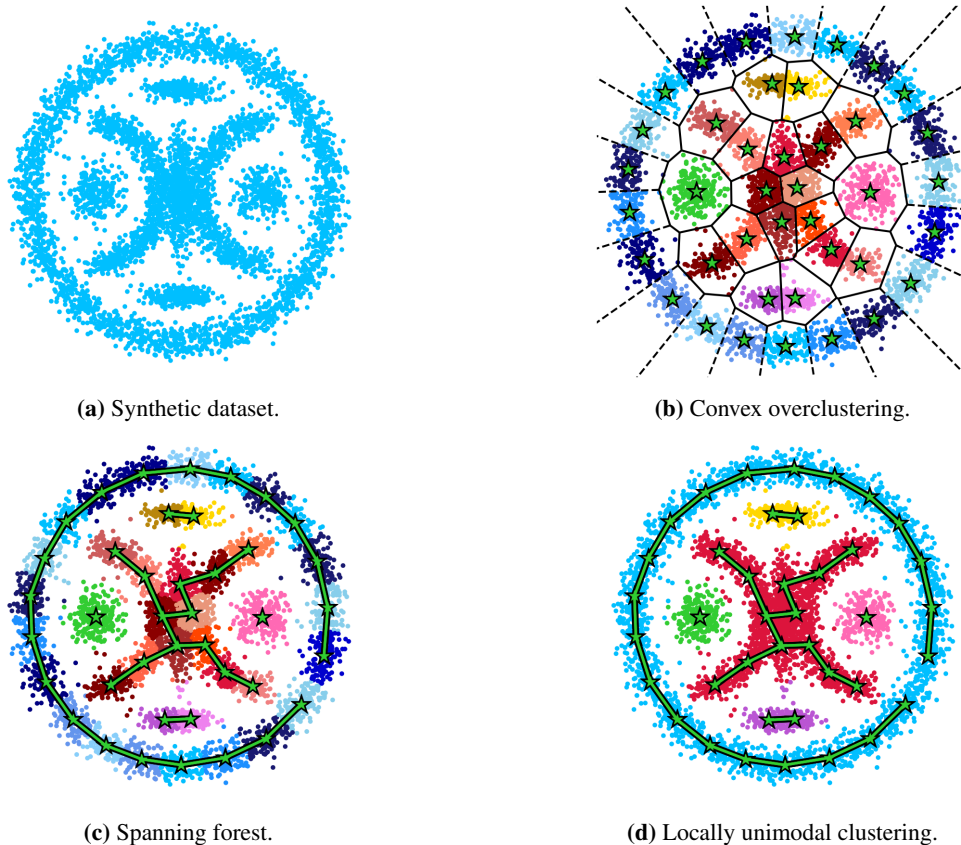 (a) Synthetic dataset.
(b) Convex overclustering.
(c) Spanning forest.
(d) Locally unimodal clustering.